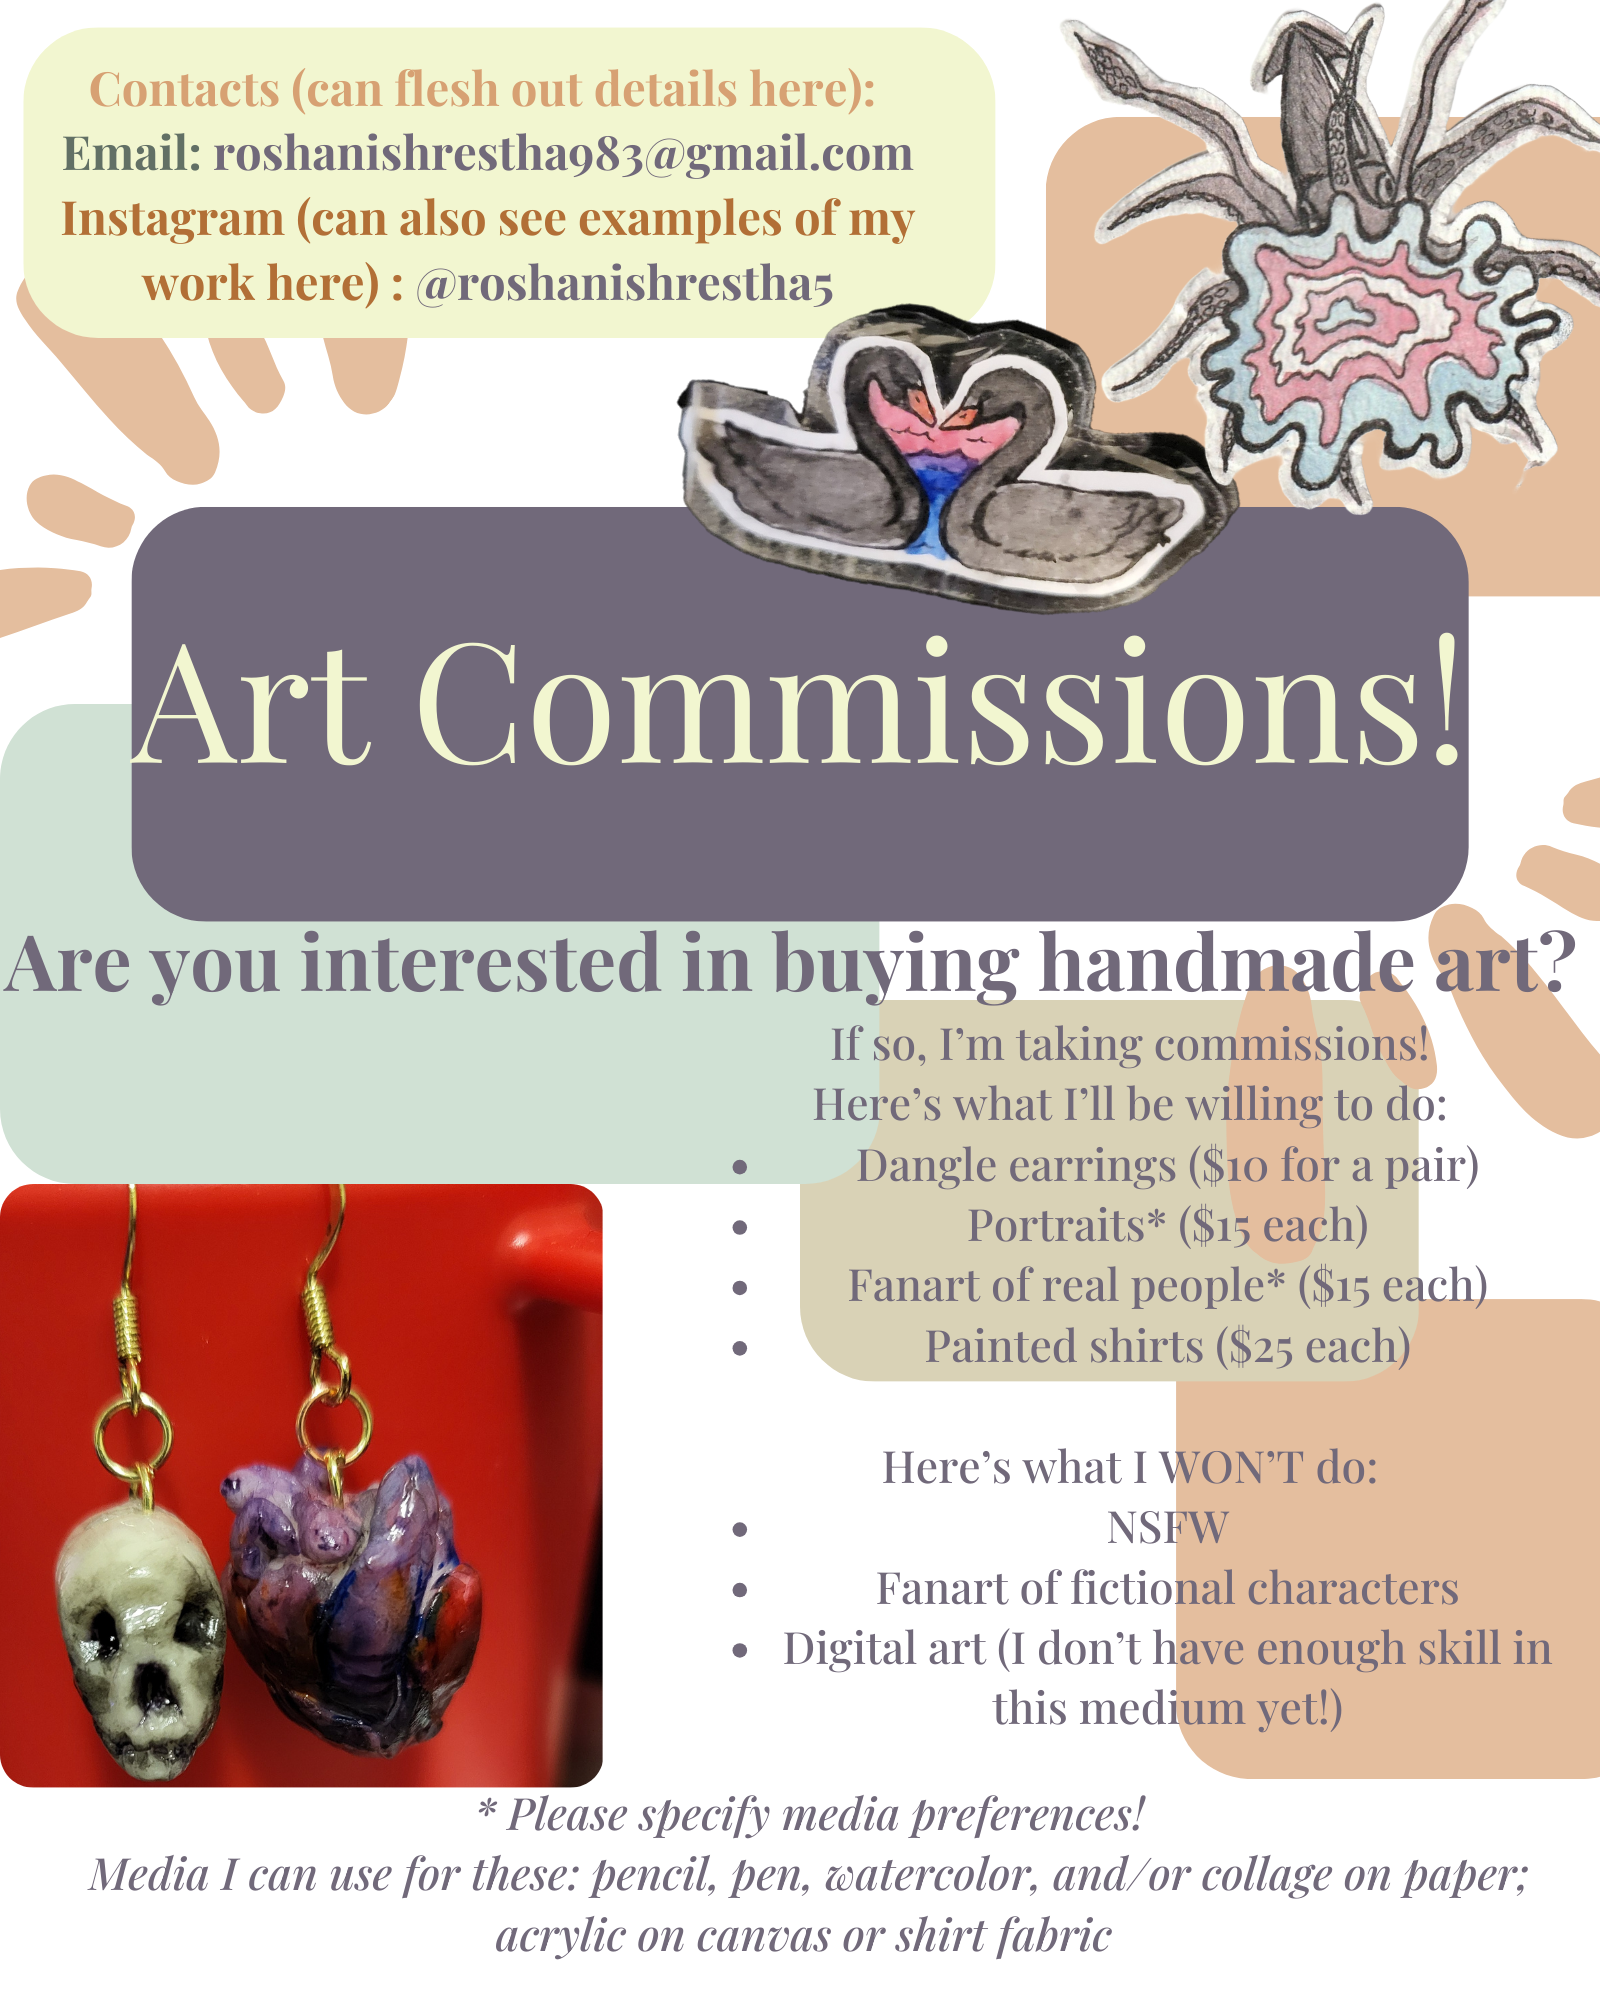 Contacts (can flesh out details here):
Email: roshanishrestha983@gmail.com
Instagram (can also see examples of my
work here) : @roshanishrestha5
Art Commissions!
Are you interested in buying handmade art?
If so, I’m taking commissions!
Here’s what I’ll be willing to do:
• Dangle earrings ($10 for a pair)
• Portraits* ($15 each)
• Fanart of real people* ($15 each)
• Painted shirts ($25 each)
Here’s what I WON’T do:
• NSFW
• Fanart of fictional characters
• Digital art (I don’t have enough skill in
this medium yet!)
* Please specify media preferences!
Media I can use for these: pencil, pen, watercolor, and/or collage on paper;
acrylic on canvas or shirt fabric